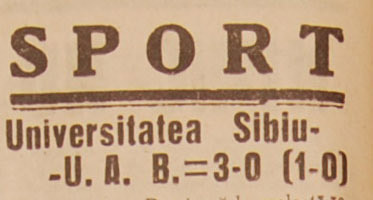 SPORT
Universitatea Sibiu-
-U. A. B.=3-0 (1-0)